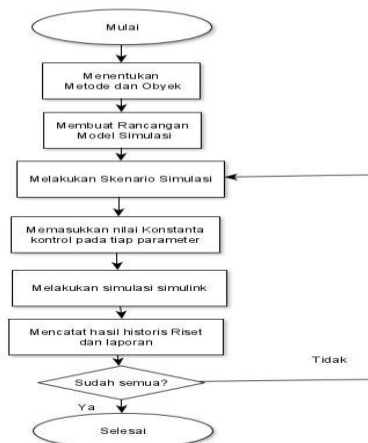 Mulai
Menentukan
Metode dan Obyek
Membuat Rancangan
Model Simulasi
Melakukan Skenario Simulasi
Memasukkan nilai Konstanta
kontrol pada tiap parameter
Melakukan simulasi simulink
Mencatat hasil historis Riset
dan laporan
Sudah semua?
Tidak
Ya
Selesai